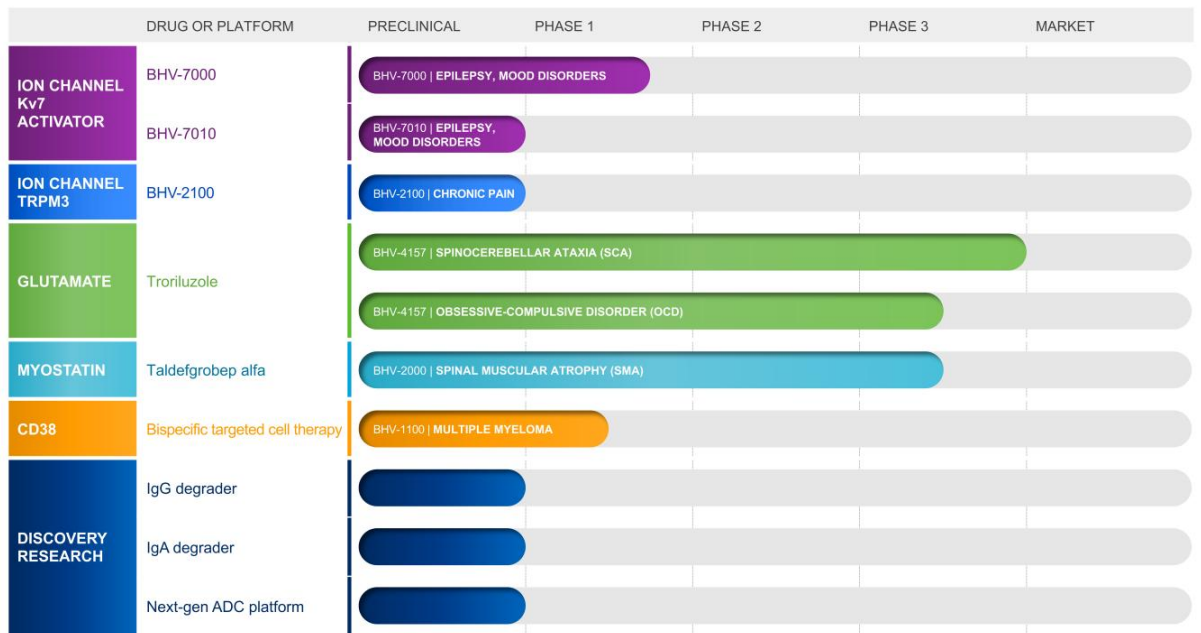 DRUG OR PLATFORM PRECLINICAL PHASE 1 PHASE 2 PHASE 3 MARKET
ION CHANNEL
Kv7
ACTIVATOR
BHV-7000
BHV-7000 | EPILEPSY, MOOD DISORDERS
BHV-7010
BHV-7010 | EPILEPSY,
MOOD DISORDERS
ION CHANNEL
TRPM3
BHV-2100
BHV-2100 | CHRONIC PAIN
GLUTAMATE
Troriluzole
BHV-4157 | SPINOCEREBELLAR ATAXIA (SCA)
BHV-4157 | OBSESSIVE-COMPULSIVE DISORDER (OCD)
MYOSTATIN
Taldefgrobep alfa
BHV-2000 | SPINAL MUSCULAR ATROPHY (SMA)
CD38
Bispecific targeted cell therapy
BHV-1100 | MULTIPLE MYELOMA
DISCOVERY
RESEARCH
IgG degrader
IgA degrader
Next-gen ADC platform